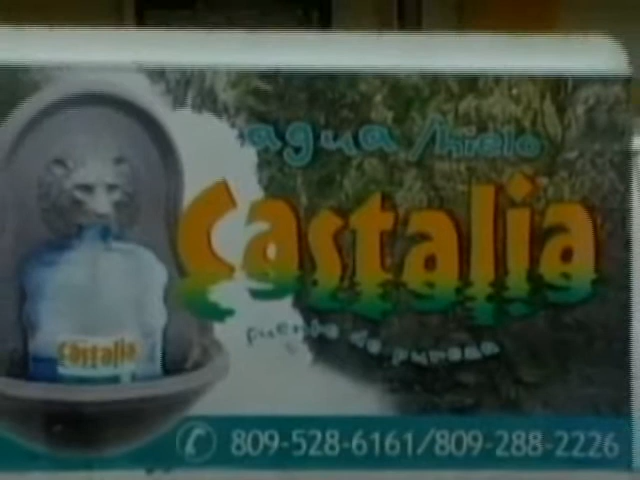 agua/hielo
Castalia
fuente de pureza
Castalia
809-528-6161/809-288-2226